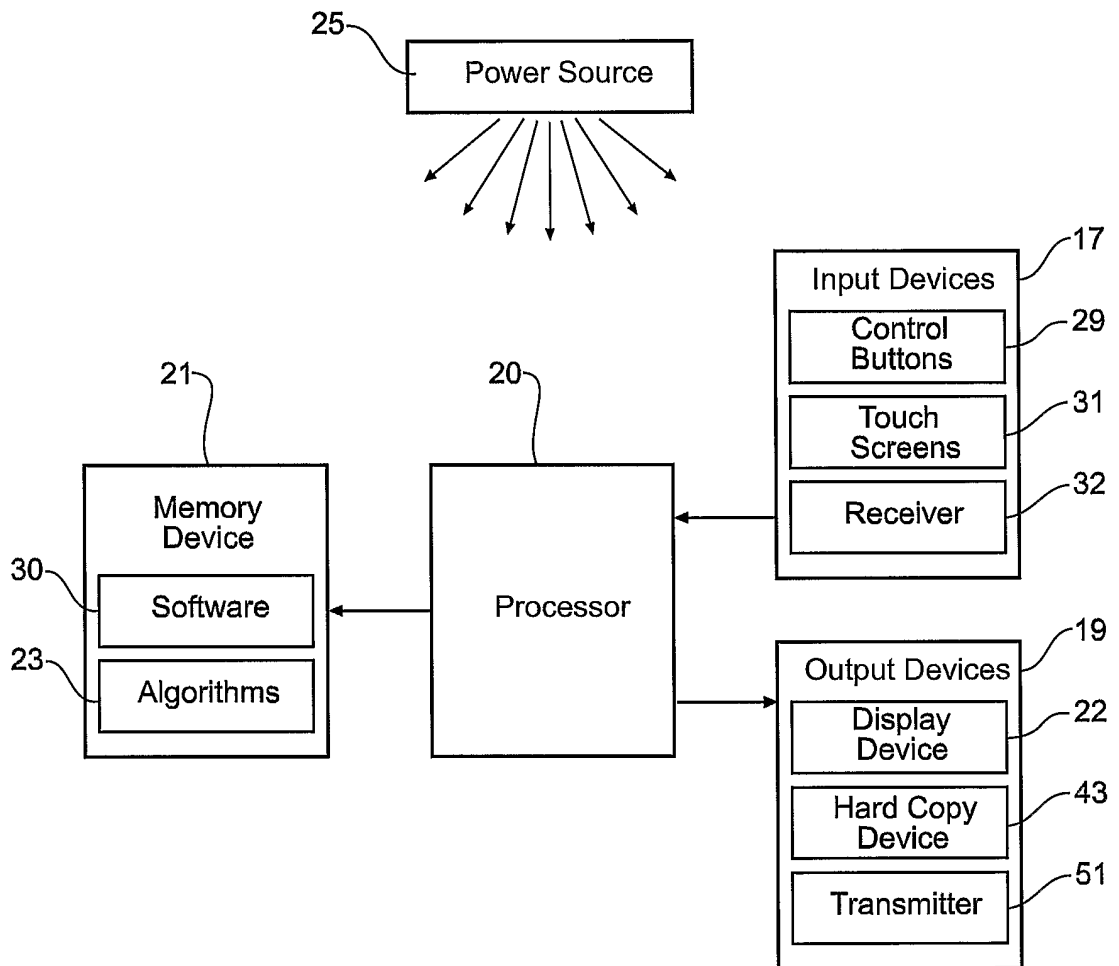 25
Power Source
17
Input Devices
Control
Buttons
29
Touch
Screens
31
Receiver
32
21
Memory
Device
30
Software
23
Algorithms
20
Processor
19
Output Devices
Display
Device
22
Hard Copy
Device
43
Transmitter
51